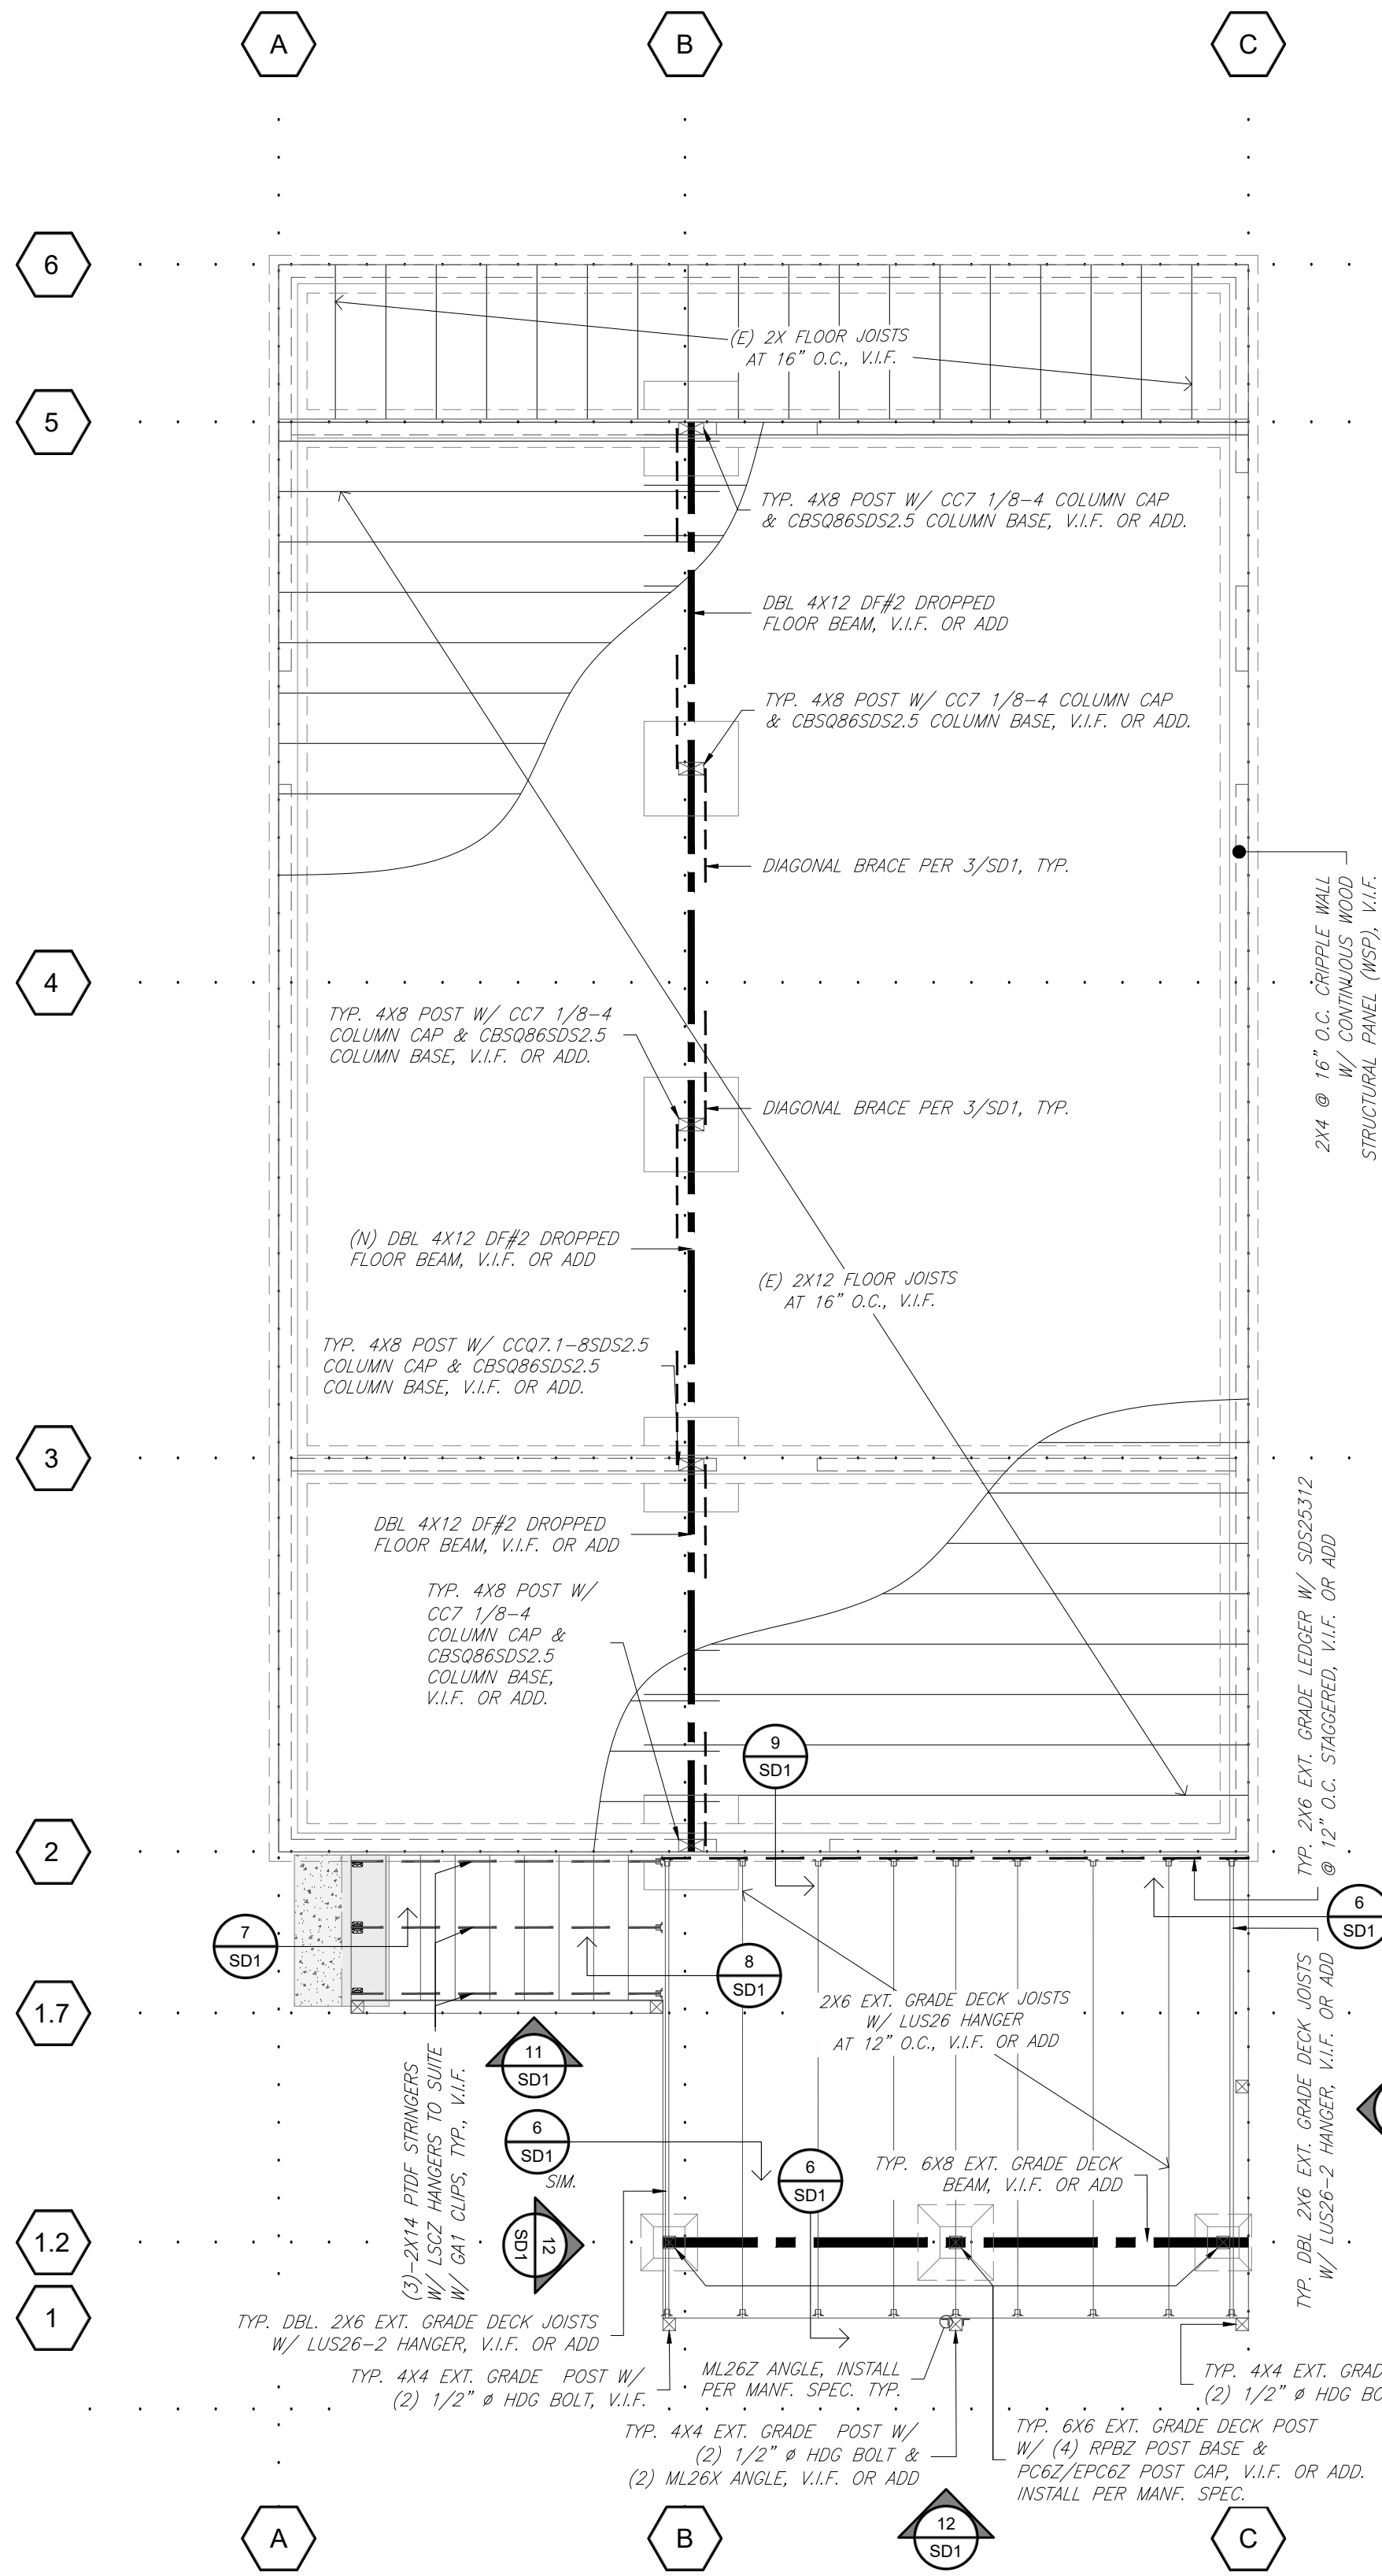 A
B
C
6
(E) 2X FLOOR JOISTS
AT 16" O.C., V.I.F.
5
TYP. 4X8 POST W/ CC7 1/8-4 COLUMN CAP
& CBSQ86SDS2.5 COLUMN BASE, V.I.F. OR ADD.
DBL 4X12 DF#2 DROPPED
FLOOR BEAM, V.I.F. OR ADD
TYP. 4X8 POST W/ CC7 1/8-4 COLUMN CAP
& CBSQ86SDS2.5 COLUMN BASE, V.I.F. OR ADD.
DIAGONAL BRACE PER 3/SD1, TYP.
2X4 @ 16" O.C. CRIPPLE WALL
W/ CONTINUOUS WOOD
STRUCTURAL PANEL (WSP), V.I.F.
4
TYP. 4X8 POST W/ CC7 1/8-4
COLUMN CAP & CBSQ86SDS2.5
COLUMN BASE, V.I.F. OR ADD.
DIAGONAL BRACE PER 3/SD1, TYP.
(N) DBL 4X12 DF#2 DROPPED
FLOOR BEAM, V.I.F. OR ADD
(E) 2X12 FLOOR JOISTS
AT 16" O.C., V.I.F.
TYP. 4X8 POST W/ CCQ7.1-8SDS2.5
COLUMN CAP & CBSQ86SDS2.5
COLUMN BASE, V.I.F. OR ADD.
3
DBL 4X12 DF#2 DROPPED
FLOOR BEAM, V.I.F. OR ADD
TYP. 4X8 POST W/
CC7 1/8-4
COLUMN CAP &
CBSQ86SDS2.5
COLUMN BASE,
V.I.F. OR ADD.
TYP. 2X6 EXT. GRADE LEDGER W/ SDS25312
@ 12" O.C. STAGGERED, V.I.F. OR ADD
9
SD1
2
7
SD1
6
SD1
8
SD1
1.7
2X6 EXT. GRADE DECK JOISTS
W/ LUS26 HANGER
AT 12" O.C., V.I.F. OR ADD
TYP. DBL 2X6 EXT. GRADE DECK JOISTS
W/ LUS26-2 HANGER, V.I.F. OR ADD
(3)-2X14 PTDF STRINGERS
W/ LSCZ HANGERS TO SUITE
W/ GA1 CLIPS, TYP., V.I.F.
11
SD1
6
SD1
SIM.
6
SD1
TYP. 6X8 EXT. GRADE DECK
BEAM, V.I.F. OR ADD
1.2
12
SD1
1
TYP. DBL. 2X6 EXT. GRADE DECK JOISTS
W/ LUS26-2 HANGER, V.I.F. OR ADD
TYP. 4X4 EXT. GRADE POST W/
(2) 1/2" ø HDG BOLT, V.I.F.
ML26Z ANGLE, INSTALL
PER MANF. SPEC. TYP.
TYP. 4X4 EXT. GRAD
(2) 1/2" ø HDG BO
TYP. 4X4 EXT. GRADE POST W/
(2) 1/2" ø HDG BOLT &
(2) ML26X ANGLE, V.I.F. OR ADD
TYP. 6X6 EXT. GRADE DECK POST
W/ (4) RPBZ POST BASE &
PC6Z/EPC6Z POST CAP, V.I.F. OR ADD.
INSTALL PER MANF. SPEC.
12
SD1
A
B
C